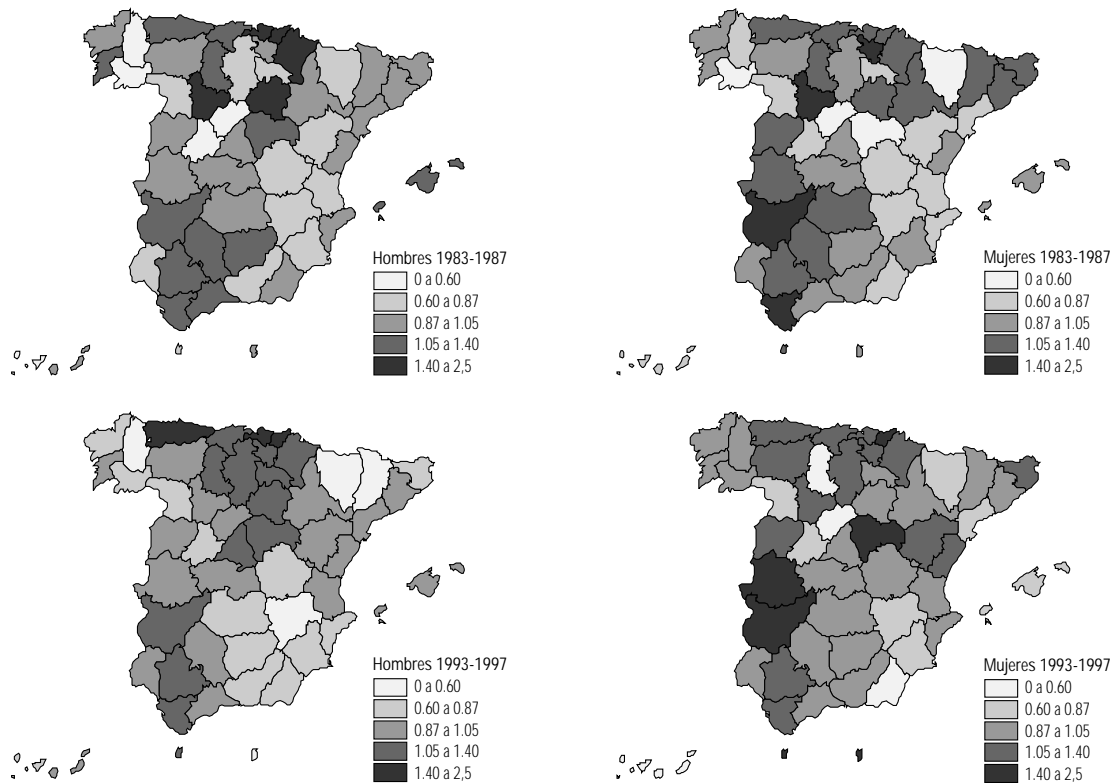 Hombres 1983-1987
0 a 0.60
0.60 a 0.87
0.87 a 1.05
1.05 a 1.40
1.40 a 2,5
Mujeres 1983-1987
0 a 0.60
0.60 a 0.87
0.87 a 1.05
1.05 a 1.40
1.40 a 2,5
Hombres 1993-1997
0 a 0.60
0.60 a 0.87
0.87 a 1.05
1.05 a 1.40
1.40 a 2,5
Mujeres 1993-1997
0 a 0.60
0.60 a 0.87
0.87 a 1.05
1.05 a 1.40
1.40 a 2,5